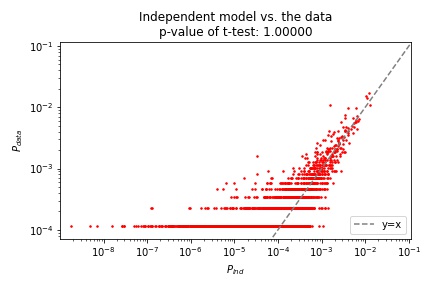 Independent model vs. the data
p-value of t-test: 1.00000
10⁻¹
10⁻²
10⁻³
10⁻⁴
P_data
y=x
10⁻⁸ 10⁻⁷ 10⁻⁶ 10⁻⁵ 10⁻⁴ 10⁻³ 10⁻² 10⁻¹
P_ind